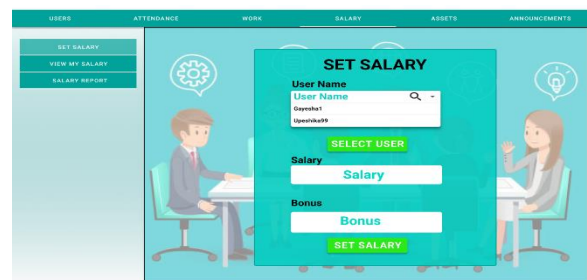 USERS ATTENDANCE WORK SALARY ASSETS ANNOUNCEMENTS
SET SALARY
VIEW MY SALARY
SALARY REPORT
SET SALARY
User Name
User Name
Gayesha1
Upeshika99
SELECT USER
Salary
Salary
Bonus
Bonus
SET SALARY